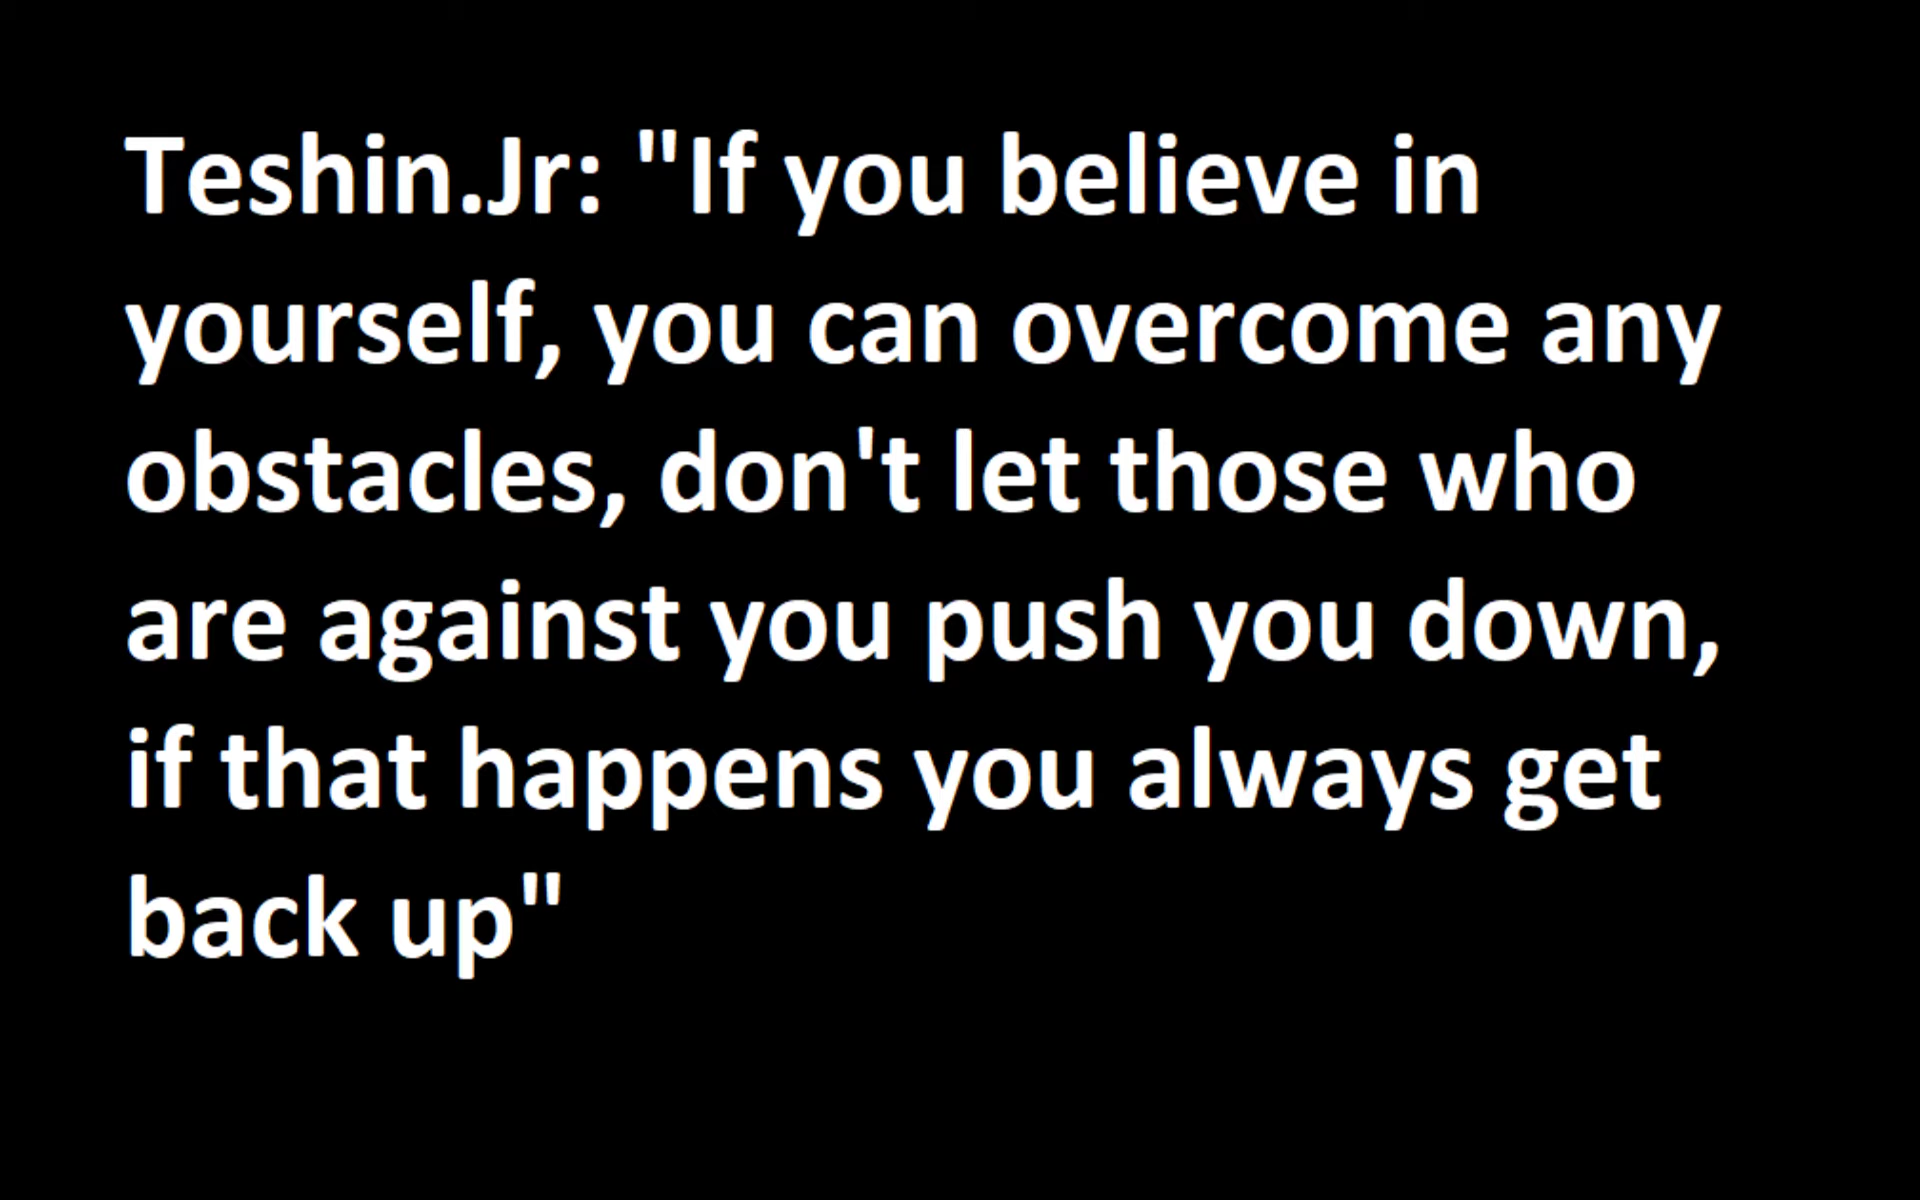 Teshin.Jr: "If you believe in
yourself, you can overcome any
obstacles, don't let those who
are against you push you down,
if that happens you always get
back up"